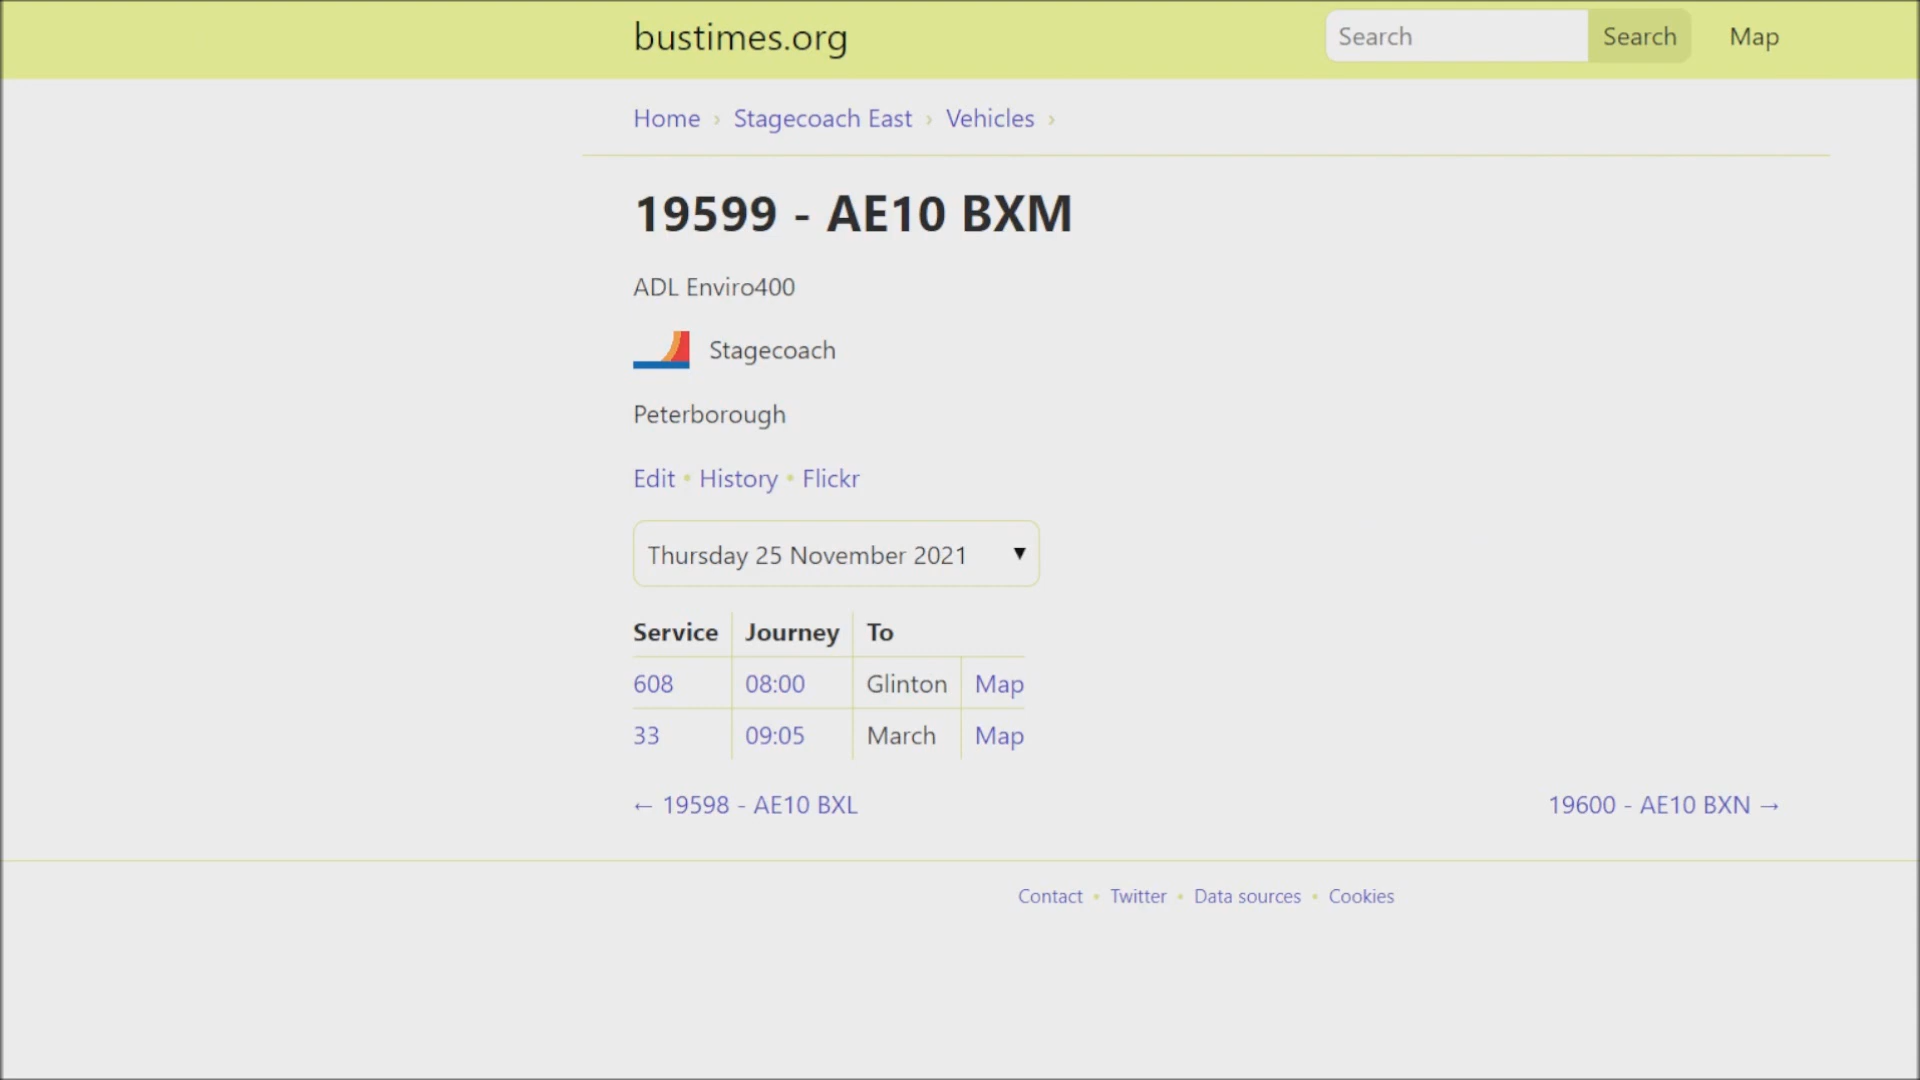 bustimes.org
Search Search Map
Home › Stagecoach East › Vehicles ›
19599 - AE10 BXM
ADL Enviro400
Stagecoach
Peterborough
Edit • History • Flickr
Thursday 25 November 2021 ▼
Service Journey To
608 08:00 Glinton Map
33 09:05 March Map
← 19598 - AE10 BXL 19600 - AE10 BXN →
Contact • Twitter • Data sources • Cookies